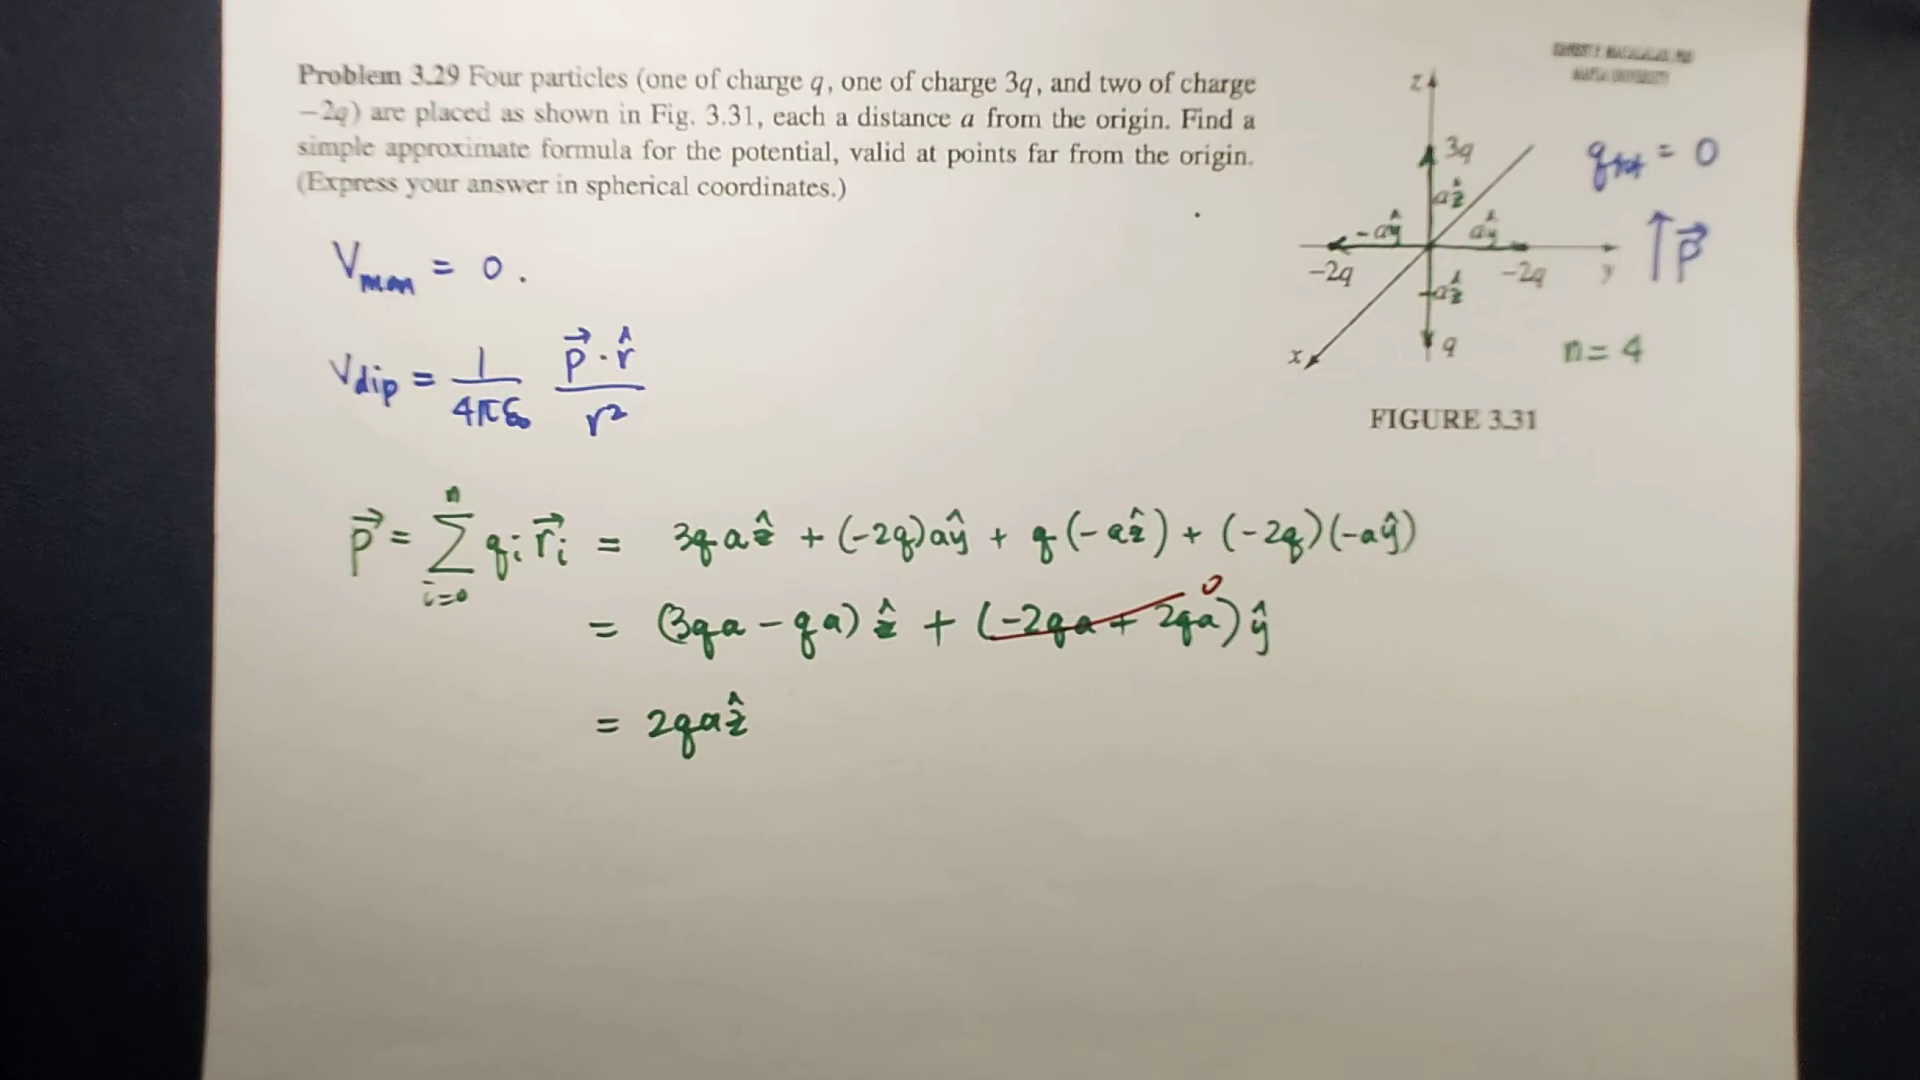 Problem 3.29 Four particles (one of charge q, one of charge 3q, and two of charge
−2q) are placed as shown in Fig. 3.31, each a distance a from the origin. Find a
simple approximate formula for the potential, valid at points far from the origin.
(Express your answer in spherical coordinates.)
z
3q
aẑ
-aŷ
aŷ
−2q
-aẑ
−2q
y
x
q
FIGURE 3.31
q_tot = 0
↑p⃗
n = 4
V_mon = 0.
V_dip = 1/(4πε₀) (p⃗ · r̂)/r²
p⃗ = Σ_{i=0}^{n} q_i r⃗_i = 3qaẑ + (-2q)aŷ + q(-aẑ) + (-2q)(-aŷ)
= (3qa - qa)ẑ + (-2qa + 2qa)ŷ 0
= 2qaẑ